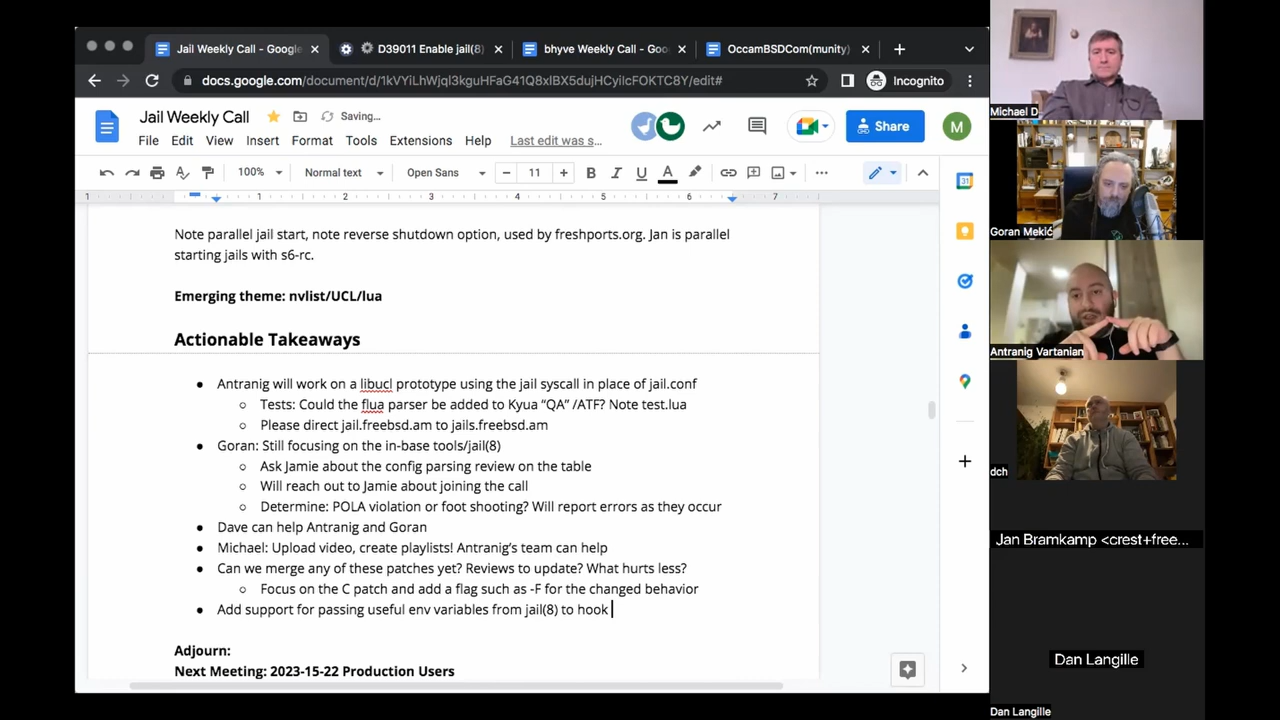 Jail Weekly Call - Google
D39011 Enable jail(8)
bhyve Weekly Call - Goo
OccamBSDCom(munity)
docs.google.com/document/d/1kVYiLhWjql3kguHFaG41Q8xIBX5dujHCyilcFOKTC8Y/edit#
Incognito
Jail Weekly Call
Saving...
File Edit View Insert Format Tools Extensions Help Last edit was s...
Share
M
100%
Normal text
Open Sans
11
B I U A
1 1 2 3 4 5 6 7
31
Note parallel jail start, note reverse shutdown option, used by freshports.org. Jan is parallel
starting jails with s6-rc.
Emerging theme: nvlist/UCL/lua
Actionable Takeaways
● Antranig will work on a libucl prototype using the jail syscall in place of jail.conf
○ Tests: Could the flua parser be added to Kyua “QA” /ATF? Note test.lua
○ Please direct jail.freebsd.am to jails.freebsd.am
● Goran: Still focusing on the in-base tools/jail(8)
○ Ask Jamie about the config parsing review on the table
○ Will reach out to Jamie about joining the call
○ Determine: POLA violation or foot shooting? Will report errors as they occur
● Dave can help Antranig and Goran
● Michael: Upload video, create playlists! Antranig’s team can help
● Can we merge any of these patches yet? Reviews to update? What hurts less?
○ Focus on the C patch and add a flag such as -F for the changed behavior
● Add support for passing useful env variables from jail(8) to hook
Adjourn:
Next Meeting: 2023-15-22 Production Users
Michael D
Goran Mekić
Antranig Vartanian
dch
Jan Bramkamp <crest+free...
Dan Langille
Dan Langille